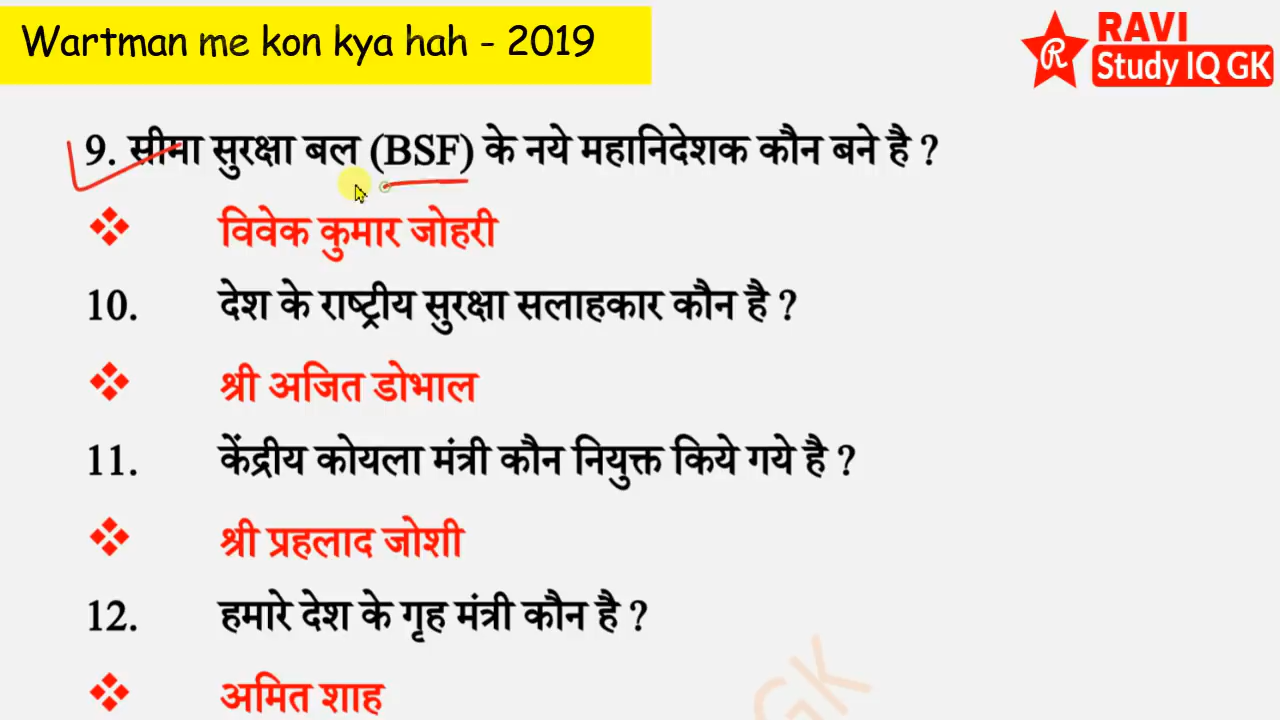 Wartman me kon kya hah - 2019
RAVI
R
Study IQ GK
9. सीमा सुरक्षा बल (BSF) के नये महानिदेशक कौन बने है ?
❖ विवेक कुमार जोहरी
10. देश के राष्ट्रीय सुरक्षा सलाहकार कौन है ?
❖ श्री अजित डोभाल
11. केंद्रीय कोयला मंत्री कौन नियुक्त किये गये है ?
❖ श्री प्रहलाद जोशी
12. हमारे देश के गृह मंत्री कौन है ?
❖ अमित शाह
GK